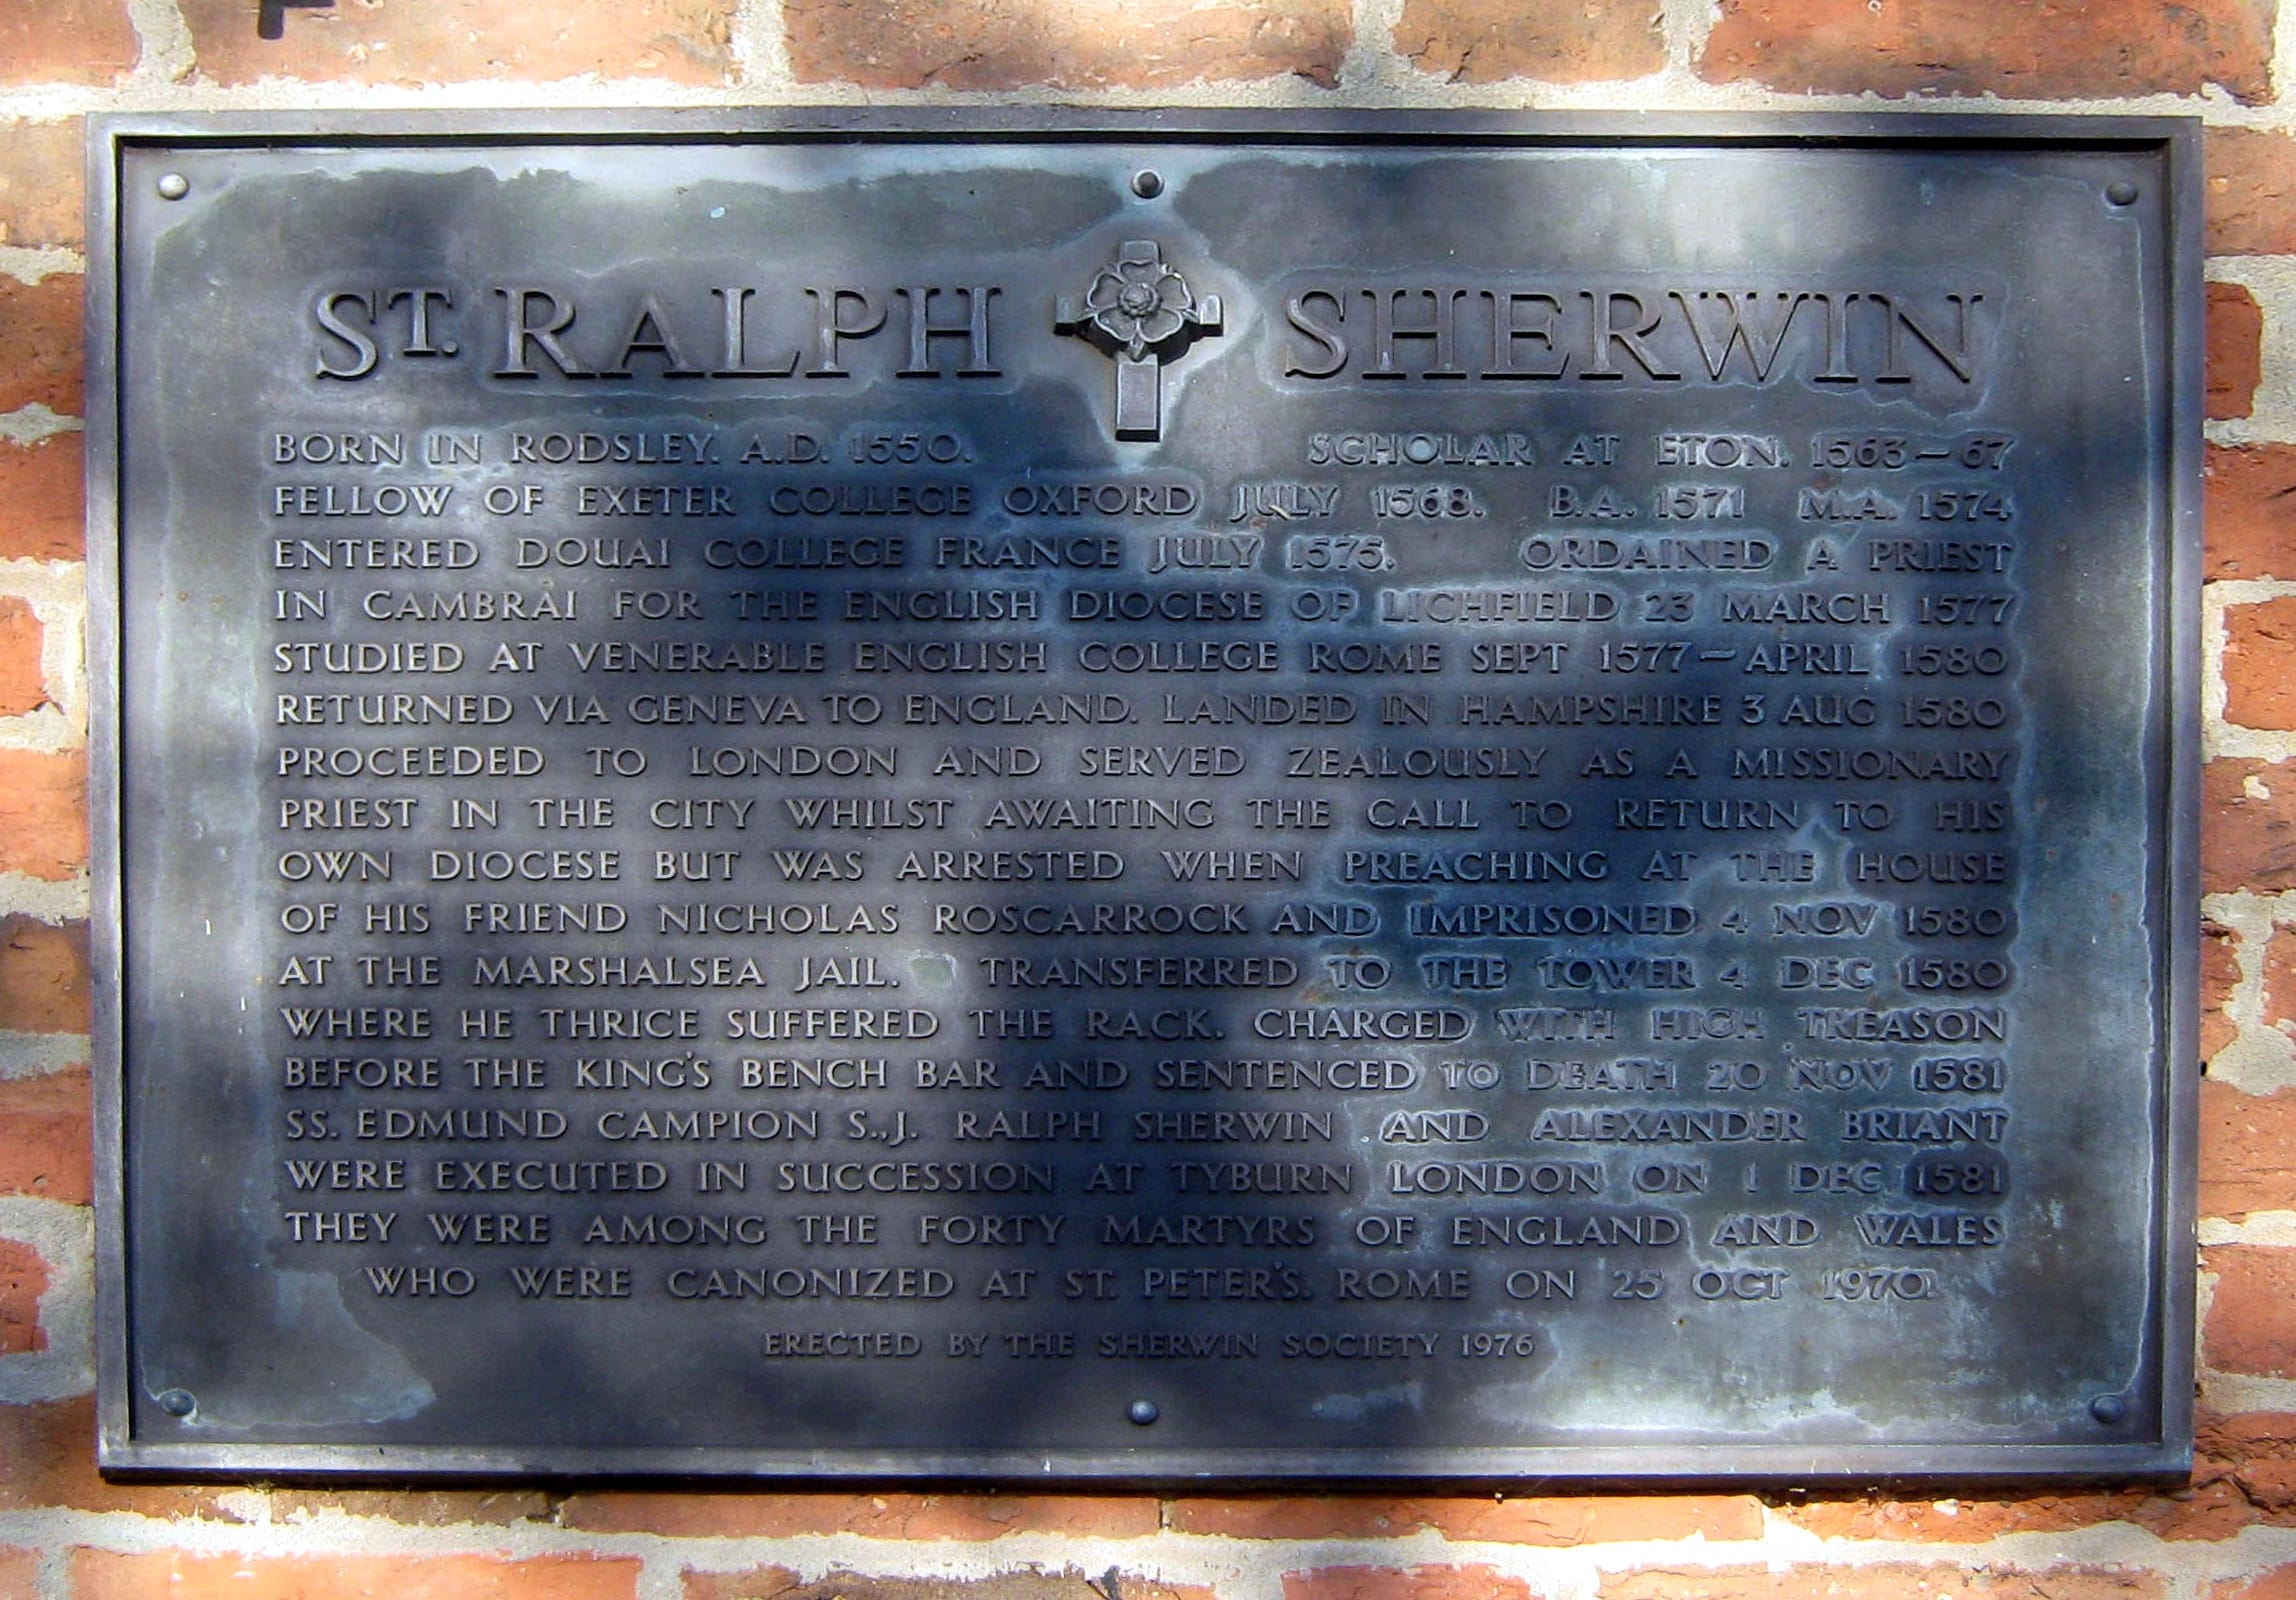 ST. RALPH SHERWIN
BORN IN RODSLEY. A.D. 1550. SCHOLAR AT ETON. 1563–67
FELLOW OF EXETER COLLEGE OXFORD JULY 1568. B.A. 1571 M.A. 1574
ENTERED DOUAI COLLEGE FRANCE JULY 1575. ORDAINED A PRIEST
IN CAMBRAI FOR THE ENGLISH DIOCESE OF LICHFIELD 23 MARCH 1577
STUDIED AT VENERABLE ENGLISH COLLEGE ROME SEPT 1577–APRIL 1580
RETURNED VIA GENEVA TO ENGLAND. LANDED IN HAMPSHIRE 3 AUG 1580
PROCEEDED TO LONDON AND SERVED ZEALOUSLY AS A MISSIONARY
PRIEST IN THE CITY WHILST AWAITING THE CALL TO RETURN TO HIS
OWN DIOCESE BUT WAS ARRESTED WHEN PREACHING AT THE HOUSE
OF HIS FRIEND NICHOLAS ROSCARROCK AND IMPRISONED 4 NOV 1580
AT THE MARSHALSEA JAIL. TRANSFERRED TO THE TOWER 4 DEC 1580
WHERE HE THRICE SUFFERED THE RACK. CHARGED WITH HIGH TREASON
BEFORE THE KING'S BENCH BAR AND SENTENCED TO DEATH 20 NOV 1581
SS. EDMUND CAMPION S.,J. RALPH SHERWIN AND ALEXANDER BRIANT
WERE EXECUTED IN SUCCESSION AT TYBURN LONDON ON 1 DEC 1581
THEY WERE AMONG THE FORTY MARTYRS OF ENGLAND AND WALES
WHO WERE CANONIZED AT ST. PETER'S. ROME ON 25 OCT 1970.
ERECTED BY THE SHERWIN SOCIETY 1976